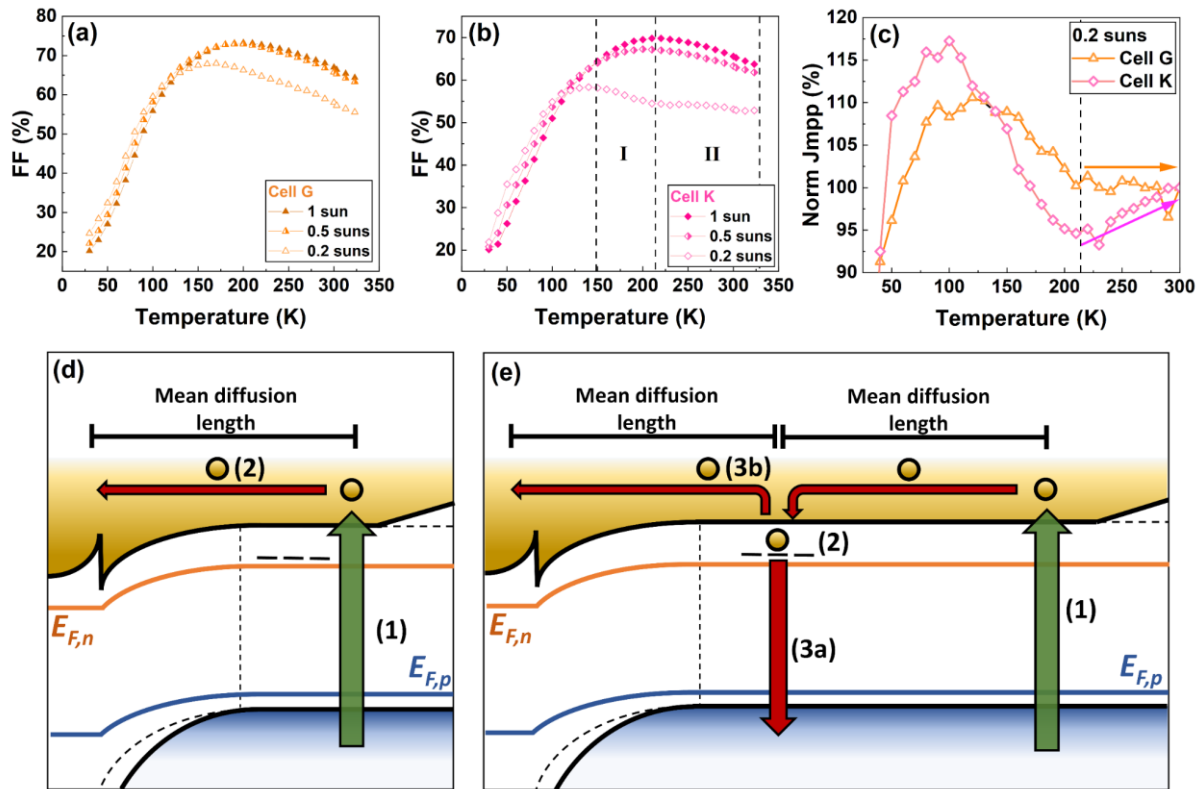 (a)
FF (%)
80
70
60
50
40
30
20
Cell G
1 sun
0.5 suns
0.2 suns
0 50 100 150 200 250 300 350
Temperature (K)
(b)
FF (%)
80
70
60
50
40
30
20
I
II
Cell K
1 sun
0.5 suns
0.2 suns
0 50 100 150 200 250 300 350
Temperature (K)
(c)
Norm Jmpp (%)
120
115
110
105
100
95
90
0.2 suns
Cell G
Cell K
50 100 150 200 250 300
Temperature (K)
(d)
Mean diffusion
length
(2)
(1)
E_F,n
E_F,p
(e)
Mean diffusion
length
Mean diffusion
length
(3b)
(2)
(1)
(3a)
E_F,n
E_F,p